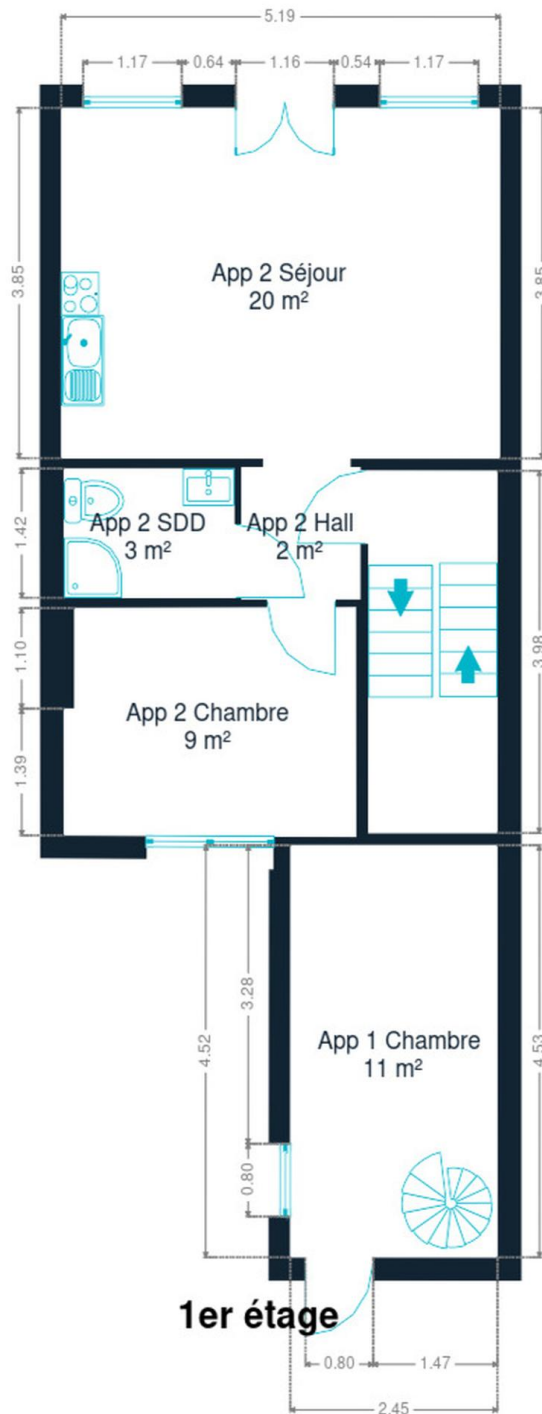 5.19
1.17
0.64
1.16
0.54
1.17
3.85
3.85
App 2 Séjour
20 m²
1.42
App 2 SDD
3 m²
App 2 Hall
2 m²
3.98
1.10
App 2 Chambre
9 m²
1.39
4.52
3.28
4.53
App 1 Chambre
11 m²
0.80
1er étage
0.80
1.47
2.45